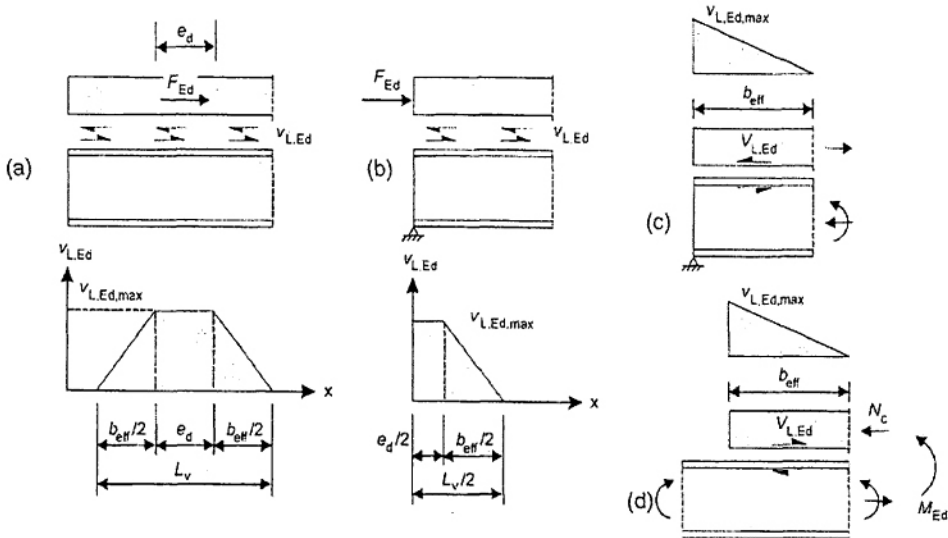 e_d
F_Ed
v_L,Ed
(a)
v_L,Ed
v_L,Ed,max
x
b_eff/2
e_d
b_eff/2
L_v
F_Ed
v_L,Ed
(b)
v_L,Ed
v_L,Ed,max
x
e_d/2
b_eff/2
L_v/2
v_L,Ed,max
b_eff
V_L,Ed
(c)
v_L,Ed,max
b_eff
V_L,Ed
N_c
(d)
M_Ed